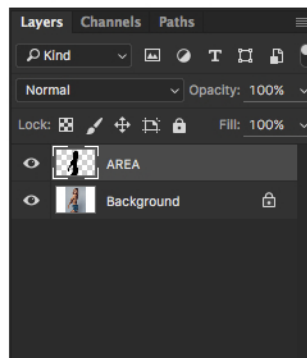 Layers Channels Paths
Kind T
Normal Opacity: 100%
Lock: Fill: 100%
AREA
Background